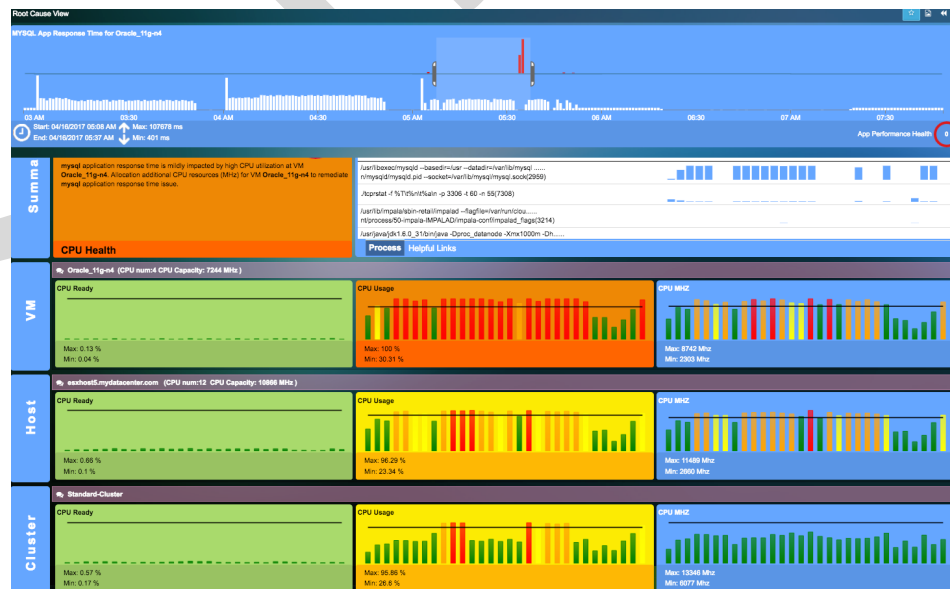 Root Cause View
MYSQL App Response Time for Oracle_11g-n4
03 AM 03:30 04 AM 04:30 05 AM 05:30 06 AM 06:30 07 AM 07:30
Start: 04/16/2017 05:08 AM Max: 107678 ms
End: 04/16/2017 05:37 AM Min: 401 ms
App Performance Health 6
Summa
mysql application response time is mildly impacted by high CPU utilization at VM
Oracle_11g-n4. Allocation additional CPU resources (MHz) for VM Oracle_11g-n4 to remediate
mysql application response time issue.
CPU Health
/usr/libexec/mysqld --basedir=/usr --datadir=/var/lib/mysql ......
n/mysqld/mysqld.pid --socket=/var/lib/mysql/mysql.sock(2959)
./tcprstat -f %T\t%n\t%a\n -p 3306 -t 60 -n 55(7308)
/usr/lib/impala/sbin-retail/impalad --flagfile=/var/run/clou......
nt/process/50-impala-IMPALAD/impala-conf/impalad_flags(3214)
/usr/java/jdk1.6.0_31/bin/java -Dproc_datanode -Xmx1000m -Dh......
Process Helpful Links
VM
Oracle_11g-n4 (CPU num:4 CPU Capacity: 7244 MHz )
CPU Ready
Max: 0.13 %
Min: 0.04 %
CPU Usage
Max: 100 %
Min: 30.31 %
CPU MHZ
Max: 8742 Mhz
Min: 2303 Mhz
Host
esxhost5.mydatacenter.com (CPU num:12 CPU Capacity: 10866 MHz )
CPU Ready
Max: 0.66 %
Min: 0.1 %
CPU Usage
Max: 96.29 %
Min: 23.34 %
CPU MHZ
Max: 11489 Mhz
Min: 2660 Mhz
Cluster
Standard-Cluster
CPU Ready
Max: 0.57 %
Min: 0.17 %
CPU Usage
Max: 95.86 %
Min: 26.6 %
CPU MHZ
Max: 13346 Mhz
Min: 6077 Mhz